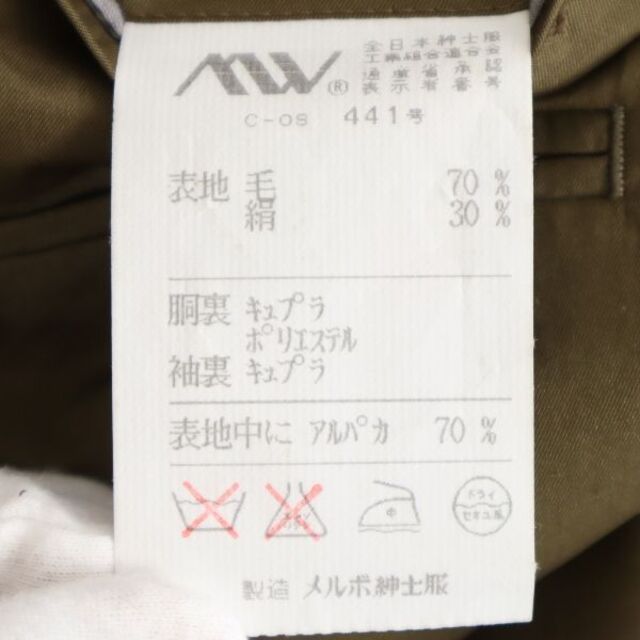 MW ®
全日本紳士服
工業組合連合会
適度省承認
表示者番号
C-OS 441号
表地 毛 70 %
絹 30 %
胴裏 キュプラ
ポリエステル
袖裏 キュプラ
表地中に アルパカ 70 %
中
ドライ
セキユ系
製造 メルボ紳士服